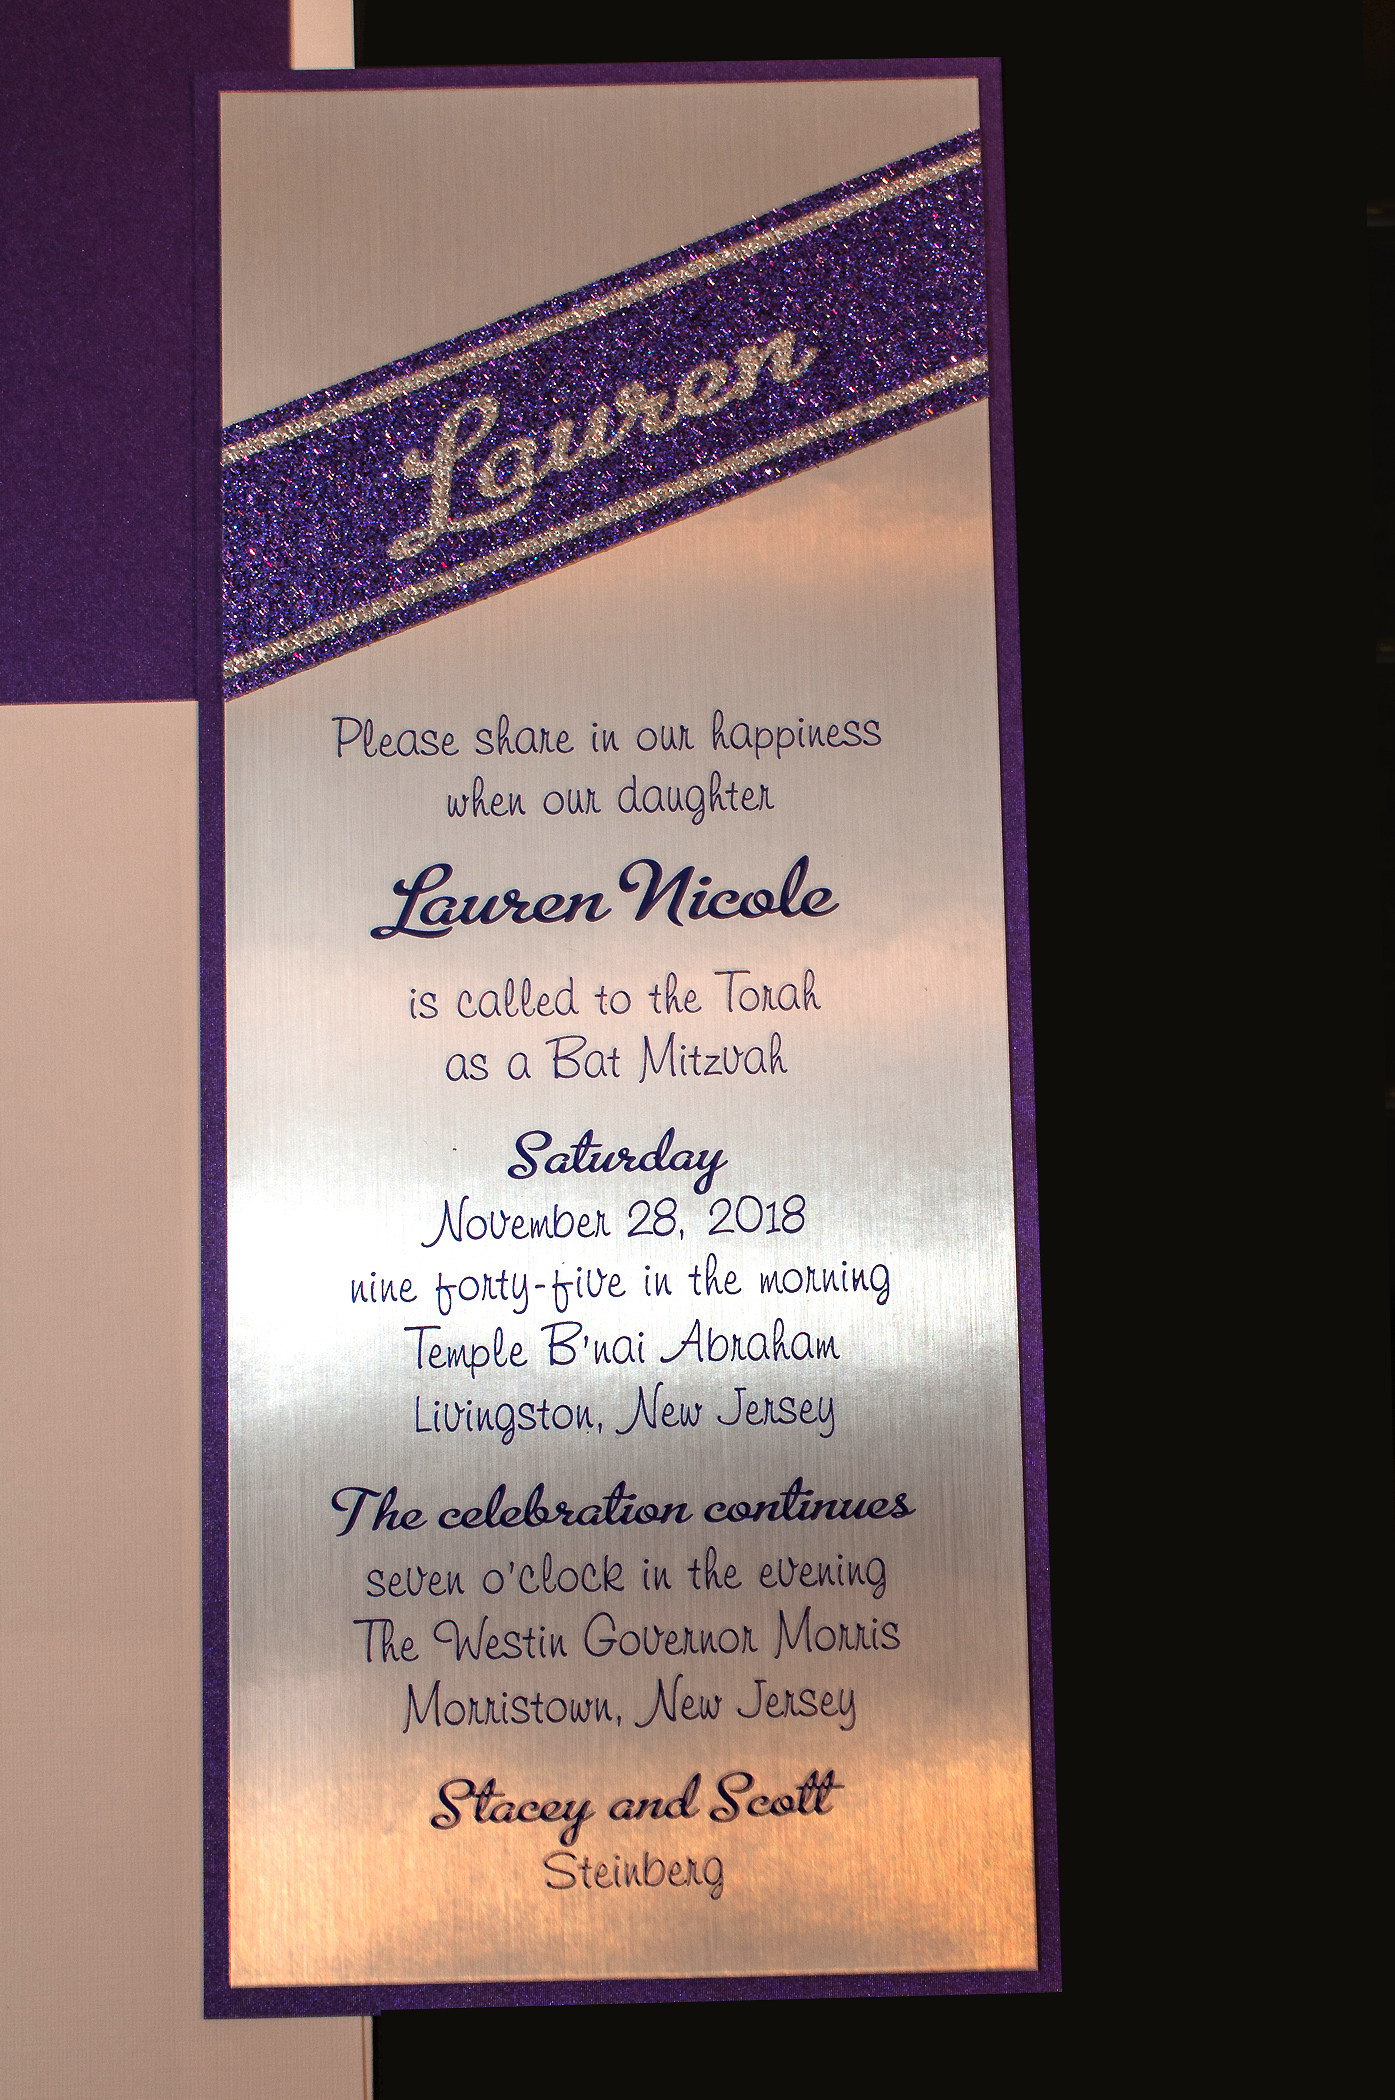 Lauren
Please share in our happiness
when our daughter
Lauren Nicole
is called to the Torah
as a Bat Mitzvah
Saturday
November 28, 2018
nine forty-five in the morning
Temple B'nai Abraham
Livingston, New Jersey
The celebration continues
seven o'clock in the evening
The Westin Governor Morris
Morristown, New Jersey
Stacey and Scott
Steinberg